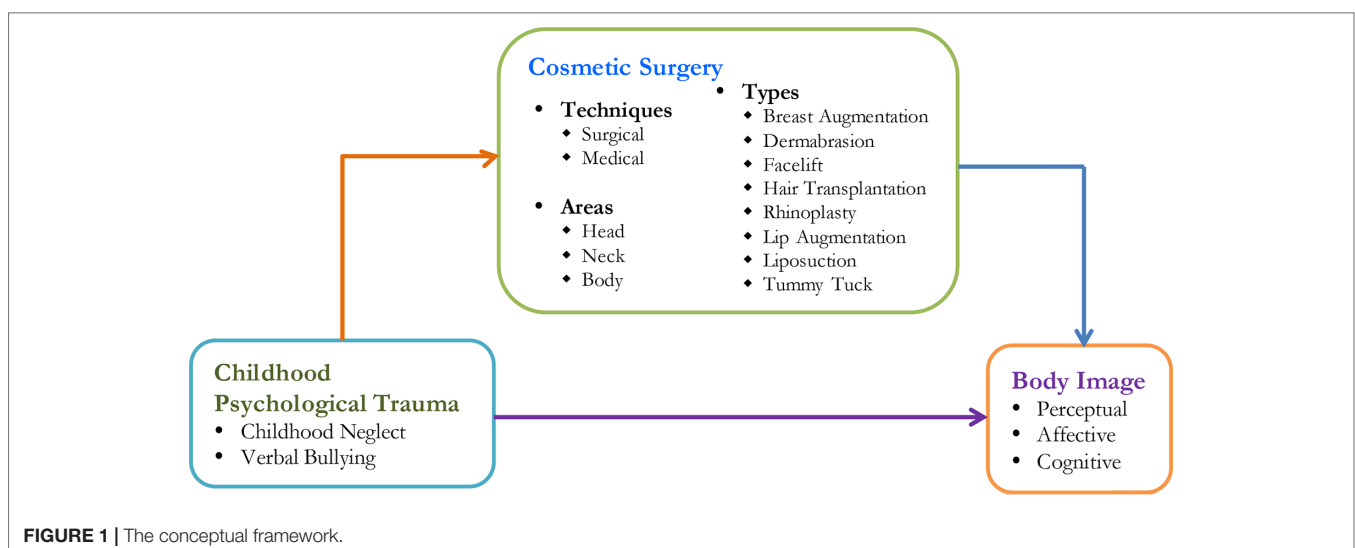 Cosmetic Surgery
• Techniques
◆ Surgical
◆ Medical
• Areas
◆ Head
◆ Neck
◆ Body
• Types
◆ Breast Augmentation
◆ Dermabrasion
◆ Facelift
◆ Hair Transplantation
◆ Rhinoplasty
◆ Lip Augmentation
◆ Liposuction
◆ Tummy Tuck
Childhood
Psychological Trauma
• Childhood Neglect
• Verbal Bullying
Body Image
• Perceptual
• Affective
• Cognitive
FIGURE 1 | The conceptual framework.